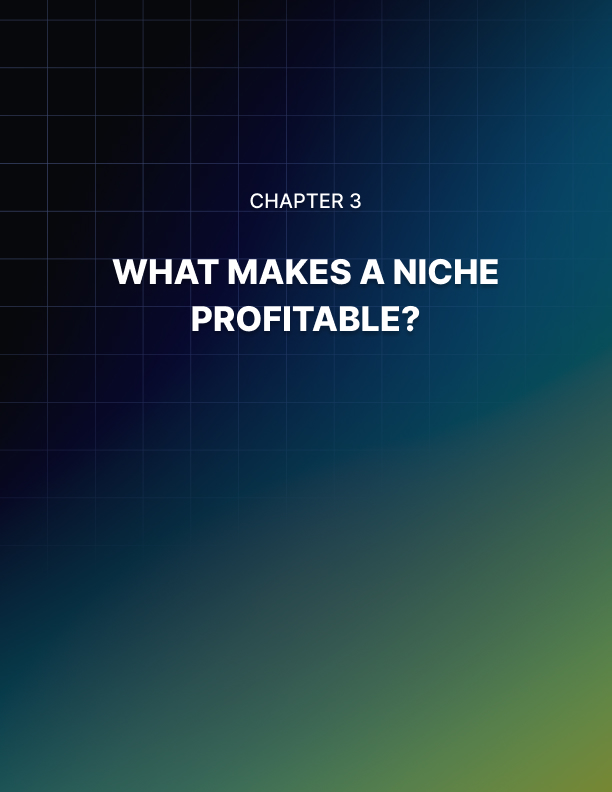 CHAPTER 3
WHAT MAKES A NICHE
PROFITABLE?